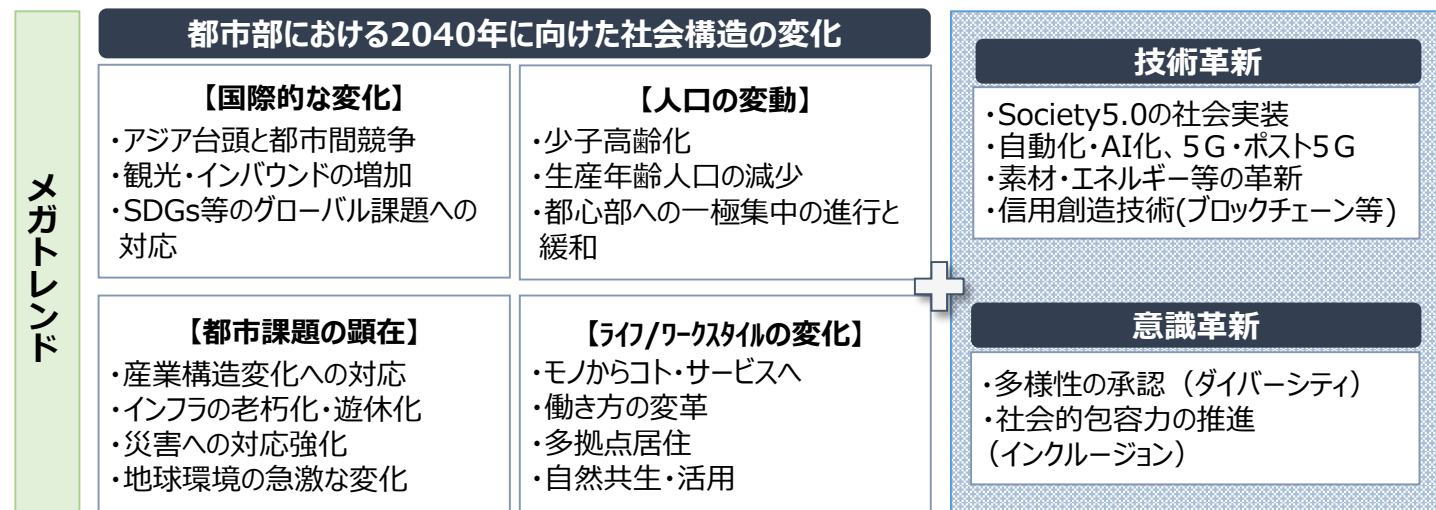 メガトレンド
都市部における2040年に向けた社会構造の変化
【国際的な変化】
・アジア台頭と都市間競争
・観光・インバウンドの増加
・SDGs等のグローバル課題への
対応
【人口の変動】
・少子高齢化
・生産年齢人口の減少
・都心部への一極集中の進行と
緩和
【都市課題の顕在】
・産業構造変化への対応
・インフラの老朽化・遊休化
・災害への対応強化
・地球環境の急激な変化
【ライフ/ワークスタイルの変化】
・モノからコト・サービスへ
・働き方の変革
・多拠点居住
・自然共生・活用
技術革新
・Society5.0の社会実装
・自動化・AI化、５G・ポスト５G
・素材・エネルギー等の革新
・信用創造技術(ブロックチェーン等)
意識革新
・多様性の承認（ダイバーシティ）
・社会的包容力の推進
（インクルージョン）